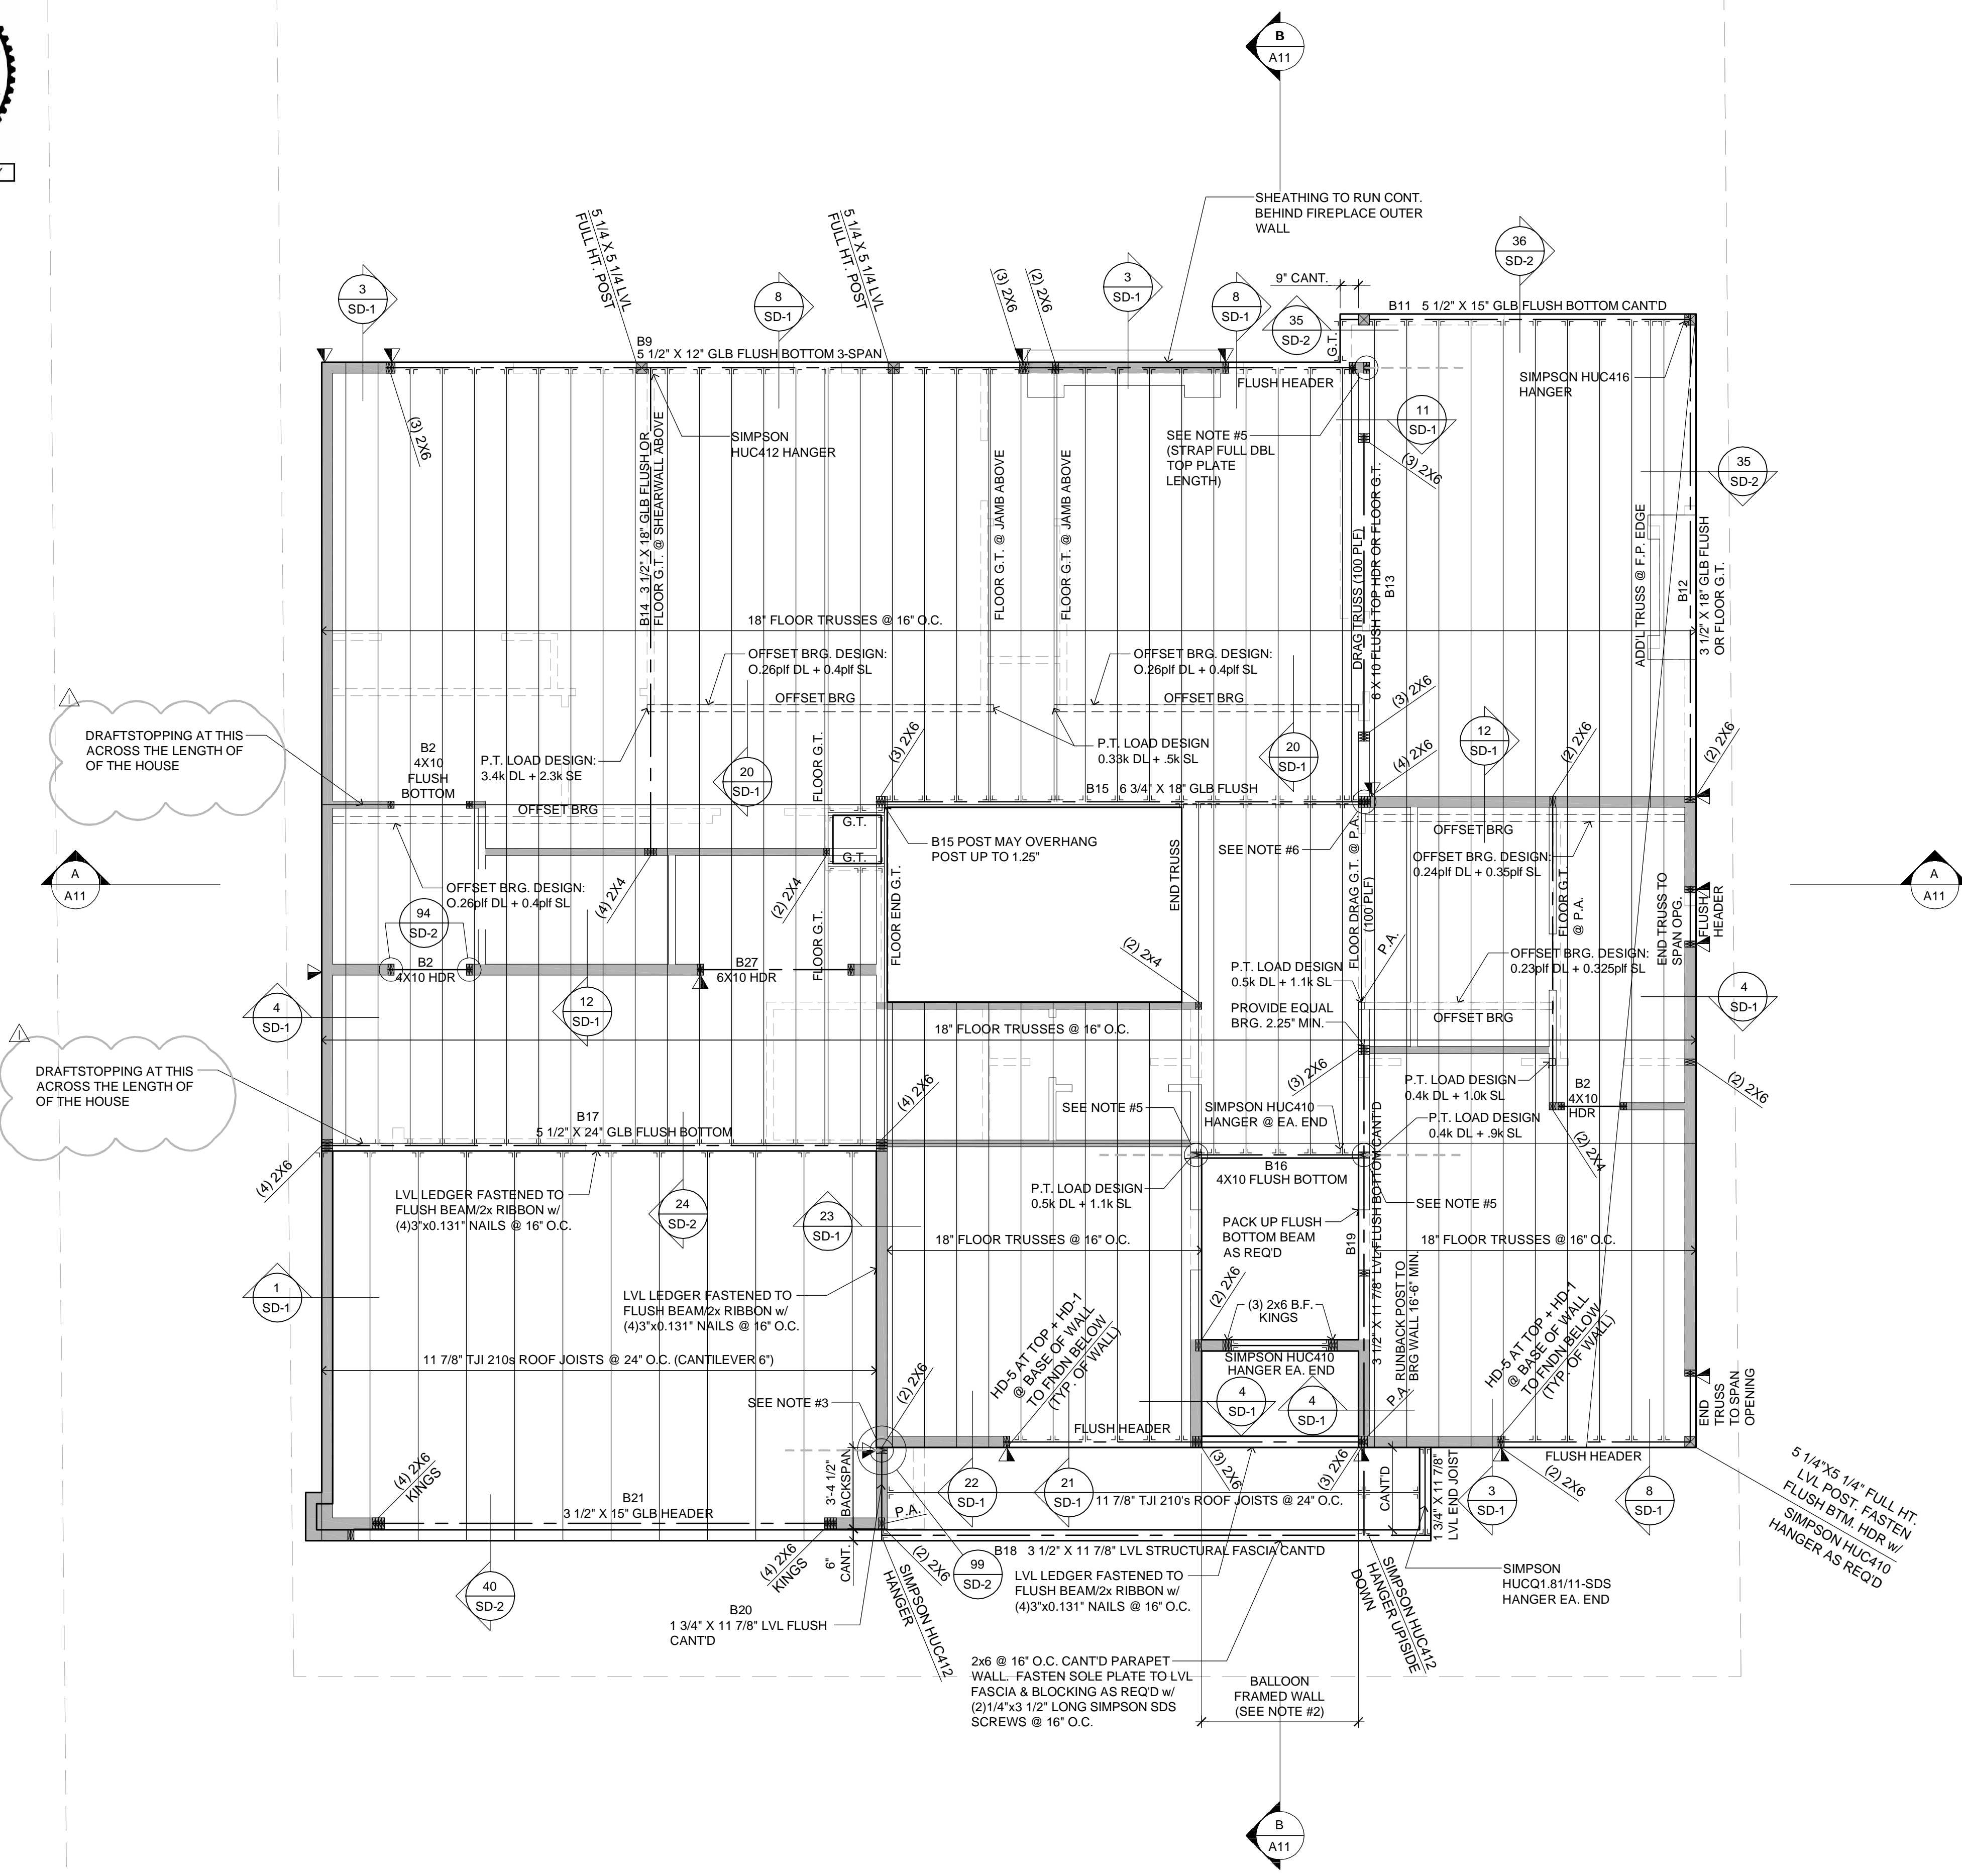 B
A11
SHEATHING TO RUN CONT.
BEHIND FIREPLACE OUTER
WALL
36
SD-2
5 1/4 X 5 1/4 LVL
FULL HT. POST
5 1/4 X 5 1/4 LVL
FULL HT. POST
3
SD-1
8
SD-1
(3) 2X6
(2) 2X6
3
SD-1
8
SD-1
9" CANT.
35
SD-2
B11 5 1/2" X 15" GLB FLUSH BOTTOM CANT'D
G.T.
B9
5 1/2" X 12" GLB FLUSH BOTTOM 3-SPAN
FLUSH HEADER
SIMPSON HUC416
HANGER
(3) 2X6
SIMPSON
HUC412 HANGER
SEE NOTE #5
(STRAP FULL DBL
TOP PLATE
LENGTH)
11
SD-1
(3) 2X6
35
SD-2
B14 3 1/2" X 18" GLB FLUSH OR
FLOOR G.T. @ SHEARWALL ABOVE
FLOOR G.T. @ JAMB ABOVE
FLOOR G.T. @ JAMB ABOVE
DRAG TRUSS (100 PLF)
6 X 10 FLUSH TOP HDR OR FLOOR G.T.
B13
ADD'L TRUSS @ F.P. EDGE
B12
3 1/2" X 18" GLB FLUSH
OR FLOOR G.T.
18" FLOOR TRUSSES @ 16" O.C.
OFFSET BRG. DESIGN:
O.26plf DL + 0.4plf SL
OFFSET BRG
OFFSET BRG. DESIGN:
O.26plf DL + 0.4plf SL
OFFSET BRG
(3) 2X6
DRAFTSTOPPING AT THIS
ACROSS THE LENGTH OF
OF THE HOUSE
B2
4X10
FLUSH
BOTTOM
P.T. LOAD DESIGN:
3.4k DL + 2.3k SE
20
SD-1
FLOOR G.T.
(3) 2X6
P.T. LOAD DESIGN
0.33k DL + .5k SL
20
SD-1
(4) 2X6
12
SD-1
(2) 2X6
(2) 2X6
B15 6 3/4" X 18" GLB FLUSH
OFFSET BRG
G.T.
G.T.
B15 POST MAY OVERHANG
POST UP TO 1.25"
SEE NOTE #6
OFFSET BRG
OFFSET BRG. DESIGN:
0.24plf DL + 0.35plf SL
A
A11
A
A11
OFFSET BRG. DESIGN:
O.26plf DL + 0.4plf SL
94
SD-2
(4) 2X4
(2) 2X4
FLOOR G.T.
FLOOR END G.T.
END TRUSS
FLOOR DRAG G.T. @ P.A.
(100 PLF)
P.A.
FLOOR G.T.
@ P.A.
END TRUSS TO
SPAN OPG.
FLUSH
HEADER
B2
4X10 HDR
B27
6X10 HDR
(2) 2x4
P.T. LOAD DESIGN
0.5k DL + 1.1k SL
OFFSET BRG. DESIGN:
0.23plf DL + 0.325plf SL
4
SD-1
12
SD-1
4
SD-1
PROVIDE EQUAL
BRG. 2.25" MIN.
OFFSET BRG
18" FLOOR TRUSSES @ 16" O.C.
DRAFTSTOPPING AT THIS
ACROSS THE LENGTH OF
OF THE HOUSE
(4) 2X6
(3) 2X6
P.T. LOAD DESIGN
0.4k DL + 1.0k SL
B2
4X10
HDR
(2) 2X6
SEE NOTE #5
SIMPSON HUC410
HANGER @ EA. END
P.T. LOAD DESIGN
0.4k DL + .9k SL
B17
5 1/2" X 24" GLB FLUSH BOTTOM
(2) 2X4
(4) 2X6
B16
4X10 FLUSH BOTTOM
P.T. LOAD DESIGN
0.5k DL + 1.1k SL
SEE NOTE #5
LVL LEDGER FASTENED TO
FLUSH BEAM/2x RIBBON w/
(4)3"x0.131" NAILS @ 16" O.C.
24
SD-2
23
SD-1
PACK UP FLUSH
BOTTOM BEAM
AS REQ'D
B19
3 1/2" X 11 7/8" LVL FLUSH BOTTOM CANT'D
RUNBACK POST TO
BRG WALL 16'-6" MIN.
18" FLOOR TRUSSES @ 16" O.C.
18" FLOOR TRUSSES @ 16" O.C.
1
SD-1
LVL LEDGER FASTENED TO
FLUSH BEAM/2x RIBBON w/
(4)3"x0.131" NAILS @ 16" O.C.
(2) 2X6
(3) 2x6 B.F.
KINGS
HD-5 AT TOP + HD-1
@ BASE OF WALL
TO FNDN BELOW
(TYP. OF WALL)
HD-5 AT TOP + HD-1
@ BASE OF WALL
TO FNDN BELOW
(TYP. OF WALL)
11 7/8" TJI 210s ROOF JOISTS @ 24" O.C. (CANTILEVER 6")
SIMPSON HUC410
HANGER EA. END
4
SD-1
4
SD-1
P.A.
SEE NOTE #3
(2) 2X6
END
TRUSS
TO SPAN
OPENING
FLUSH HEADER
FLUSH HEADER
(4) 2X6
KINGS
B21
3 1/2" X 15" GLB HEADER
3'-4 1/2"
BACKSPAN
P.A.
22
SD-1
21
SD-1
(3) 2X6
(3) 2X6
11 7/8" TJI 210's ROOF JOISTS @ 24" O.C.
CANT'D
1 3/4" X 11 7/8"
LVL END JOIST
3
SD-1
(2) 2X6
8
SD-1
5 1/4"X5 1/4" FULL HT.
LVL POST. FASTEN
FLUSH BTM. HDR w/
SIMPSON HUC410
HANGER AS REQ'D
6"
CANT.
(4) 2X6
KINGS
(2) 2X6
B18 3 1/2" X 11 7/8" LVL STRUCTURAL FASCIA CANT'D
40
SD-2
99
SD-2
SIMPSON HUC412
HANGER
LVL LEDGER FASTENED TO
FLUSH BEAM/2x RIBBON w/
(4)3"x0.131" NAILS @ 16" O.C.
SIMPSON HUC412
HANGER UPISIDE
DOWN
SIMPSON
HUCQ1.81/11-SDS
HANGER EA. END
B20
1 3/4" X 11 7/8" LVL FLUSH
CANT'D
2x6 @ 16" O.C. CANT'D PARAPET
WALL. FASTEN SOLE PLATE TO LVL
FASCIA & BLOCKING AS REQ'D w/
(2)1/4"x3 1/2" LONG SIMPSON SDS
SCREWS @ 16" O.C.
BALLOON
FRAMED WALL
(SEE NOTE #2)
B
A11